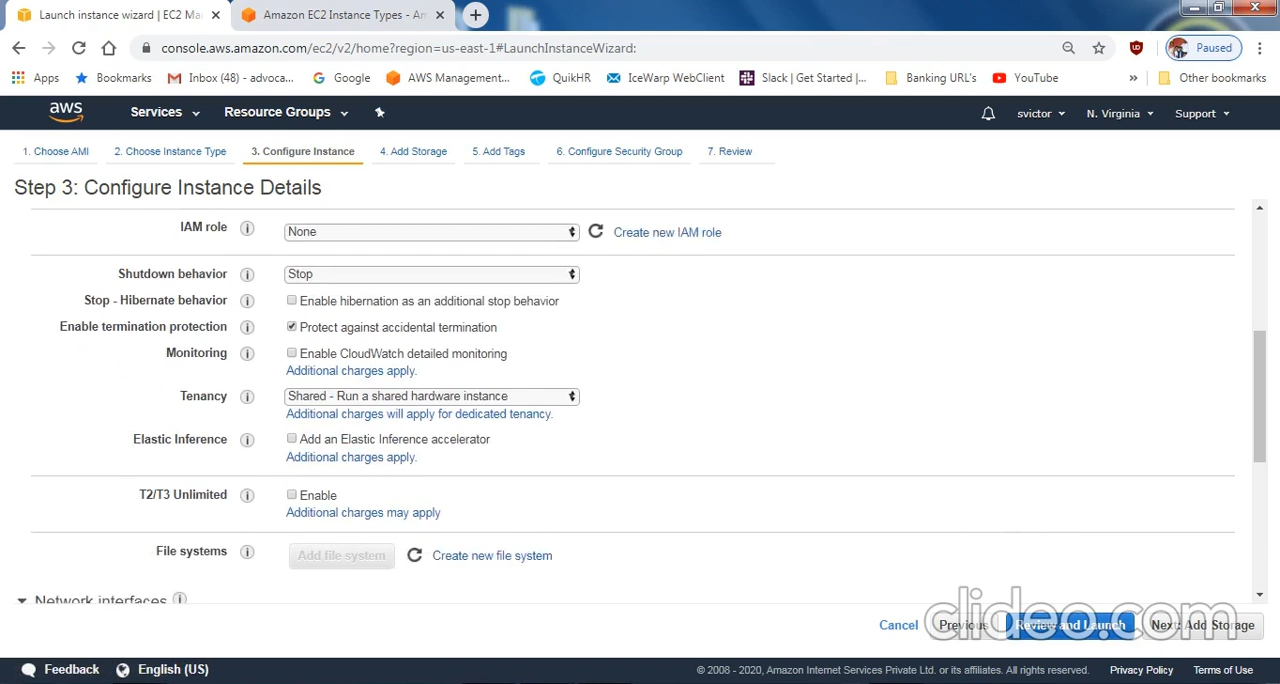 Launch instance wizard | EC2 Ma
Amazon EC2 Instance Types - Am
console.aws.amazon.com/ec2/v2/home?region=us-east-1#LaunchInstanceWizard:
Paused
Apps
Bookmarks
Inbox (48) - advoca...
Google
AWS Management...
QuikHR
IceWarp WebClient
Slack | Get Started |...
Banking URL's
YouTube
»
Other bookmarks
aws
Services
Resource Groups
svictor
N. Virginia
Support
1. Choose AMI
2. Choose Instance Type
3. Configure Instance
4. Add Storage
5. Add Tags
6. Configure Security Group
7. Review
Step 3: Configure Instance Details
IAM role
None
Create new IAM role
Shutdown behavior
Stop
Stop - Hibernate behavior
Enable hibernation as an additional stop behavior
Enable termination protection
Protect against accidental termination
Monitoring
Enable CloudWatch detailed monitoring
Additional charges apply.
Tenancy
Shared - Run a shared hardware instance
Additional charges will apply for dedicated tenancy.
Elastic Inference
Add an Elastic Inference accelerator
Additional charges apply.
T2/T3 Unlimited
Enable
Additional charges may apply
File systems
Add file system
Create new file system
Network interfaces
Cancel
Previous
Review and Launch
Next: Add Storage
clideo.com
Feedback
English (US)
© 2008 - 2020, Amazon Internet Services Private Ltd. or its affiliates. All rights reserved.
Privacy Policy
Terms of Use